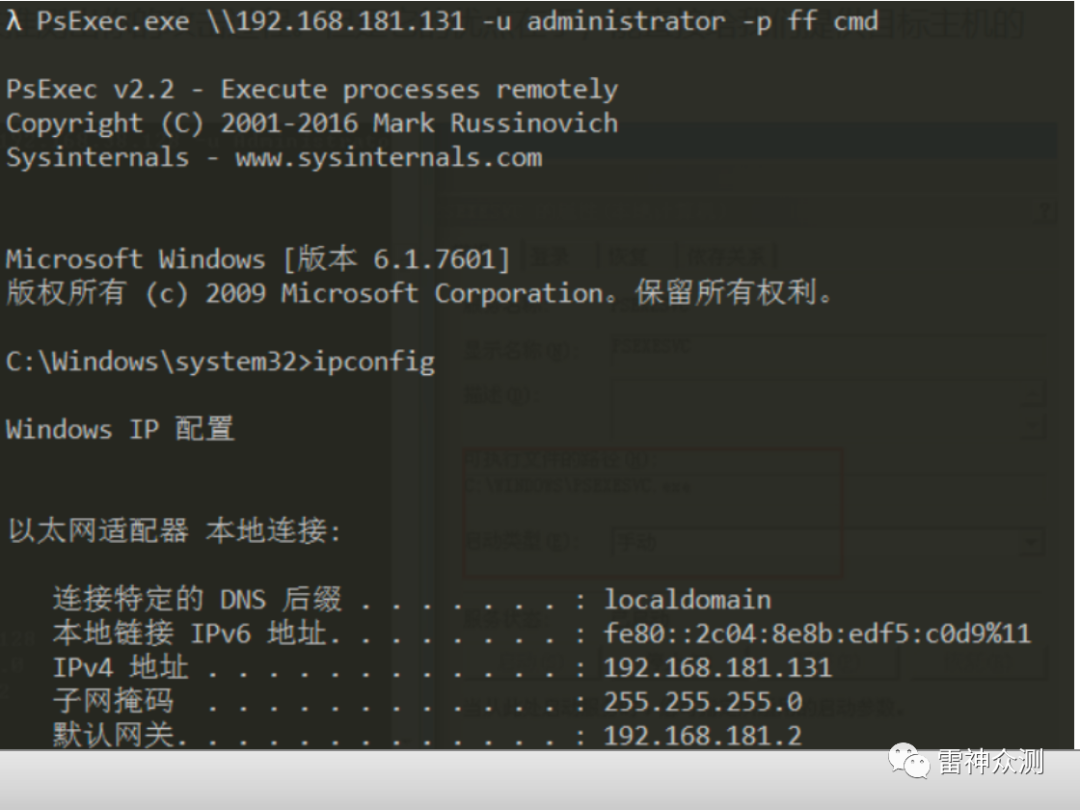 λ PsExec.exe \\192.168.181.131 -u administrator -p ff cmd
PsExec v2.2 - Execute processes remotely
Copyright (C) 2001-2016 Mark Russinovich
Sysinternals - www.sysinternals.com
Microsoft Windows [版本 6.1.7601]
版权所有 (c) 2009 Microsoft Corporation。保留所有权利。
C:\Windows\system32>ipconfig
Windows IP 配置
以太网适配器 本地连接:
连接特定的 DNS 后缀 . . . . . . . : localdomain
本地链接 IPv6 地址. . . . . . . . : fe80::2c04:8e8b:edf5:c0d9%11
IPv4 地址 . . . . . . . . . . . . : 192.168.181.131
子网掩码 . . . . . . . . . . . . : 255.255.255.0
默认网关. . . . . . . . . . . . . : 192.168.181.2
雷神众测